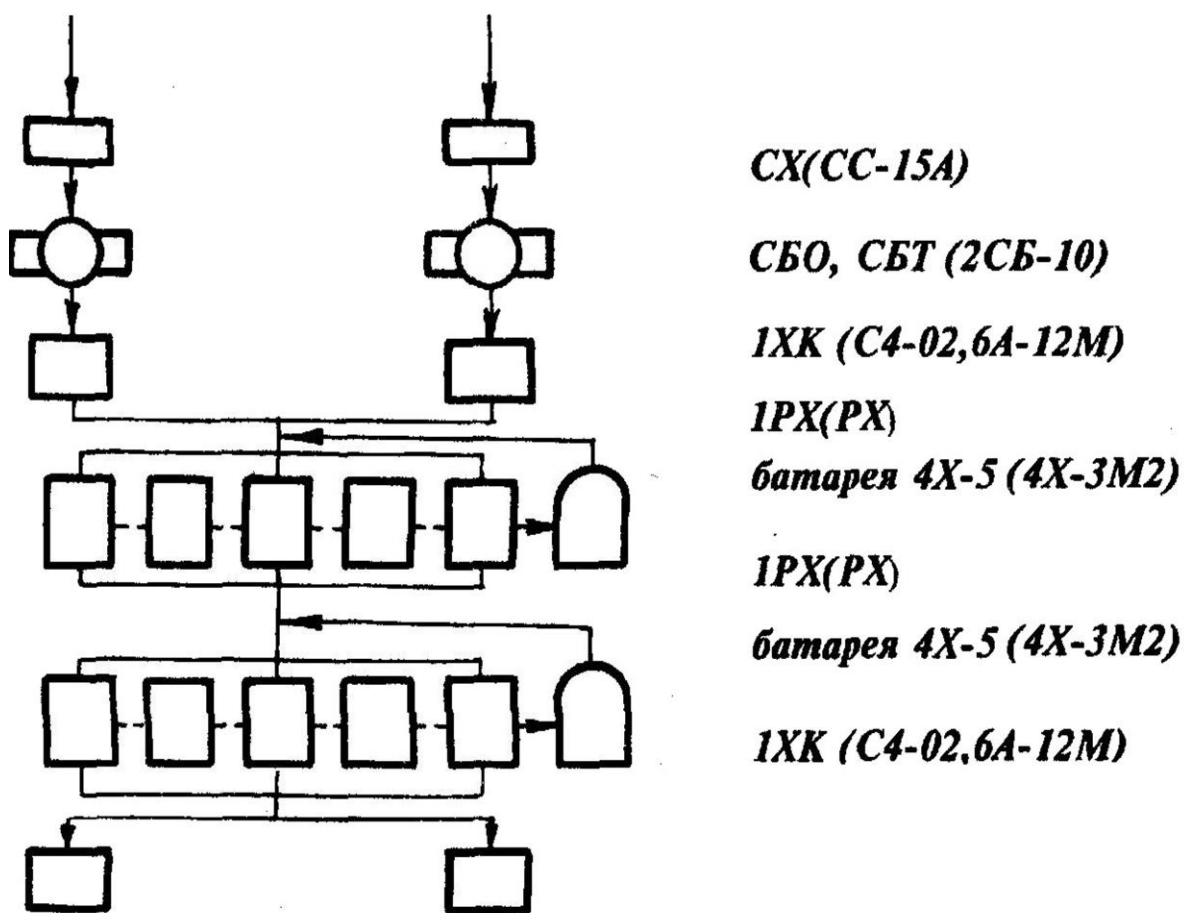 СХ(СС-15А)
СБО, СБТ (2СБ-10)
1ХК (С4-02,6А-12М)
1РХ(РХ)
батарея 4Х-5 (4Х-3М2)
1РХ(РХ)
батарея 4Х-5 (4Х-3М2)
1ХК (С4-02,6А-12М)